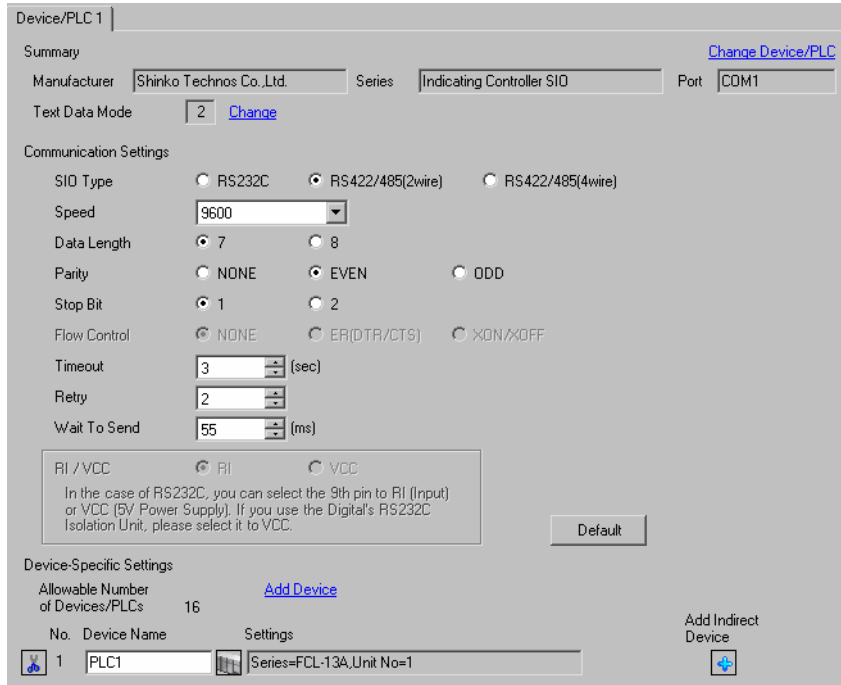 Device/PLC 1
Summary
Change Device/PLC
Manufacturer Shinko Technos Co.,Ltd. Series Indicating Controller SIO Port COM1
Text Data Mode 2 Change
Communication Settings
SIO Type RS232C RS422/485(2wire) RS422/485(4wire)
Speed 9600
Data Length 7 8
Parity NONE EVEN ODD
Stop Bit 1 2
Flow Control NONE ER(DTR/CTS) XON/XOFF
Timeout 3 (sec)
Retry 2
Wait To Send 55 (ms)
RI / VCC RI VCC
In the case of RS232C, you can select the 9th pin to RI (Input)
or VCC (5V Power Supply). If you use the Digital's RS232C
Isolation Unit, please select it to VCC.
Default
Device-Specific Settings
Allowable Number
of Devices/PLCs 16
Add Device
Add Indirect
Device
No. Device Name Settings
1 PLC1 Series=FCL-13A,Unit No=1